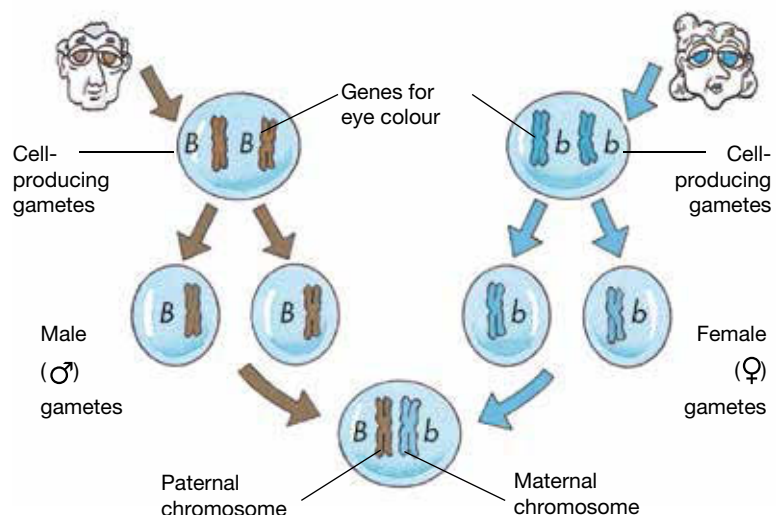 Genes for
eye colour
B B
b b
Cell-
producing
gametes
Cell-
producing
gametes
B B
b b
Male
(♂)
gametes
Female
(♀)
gametes
B b
Paternal
chromosome
Maternal
chromosome